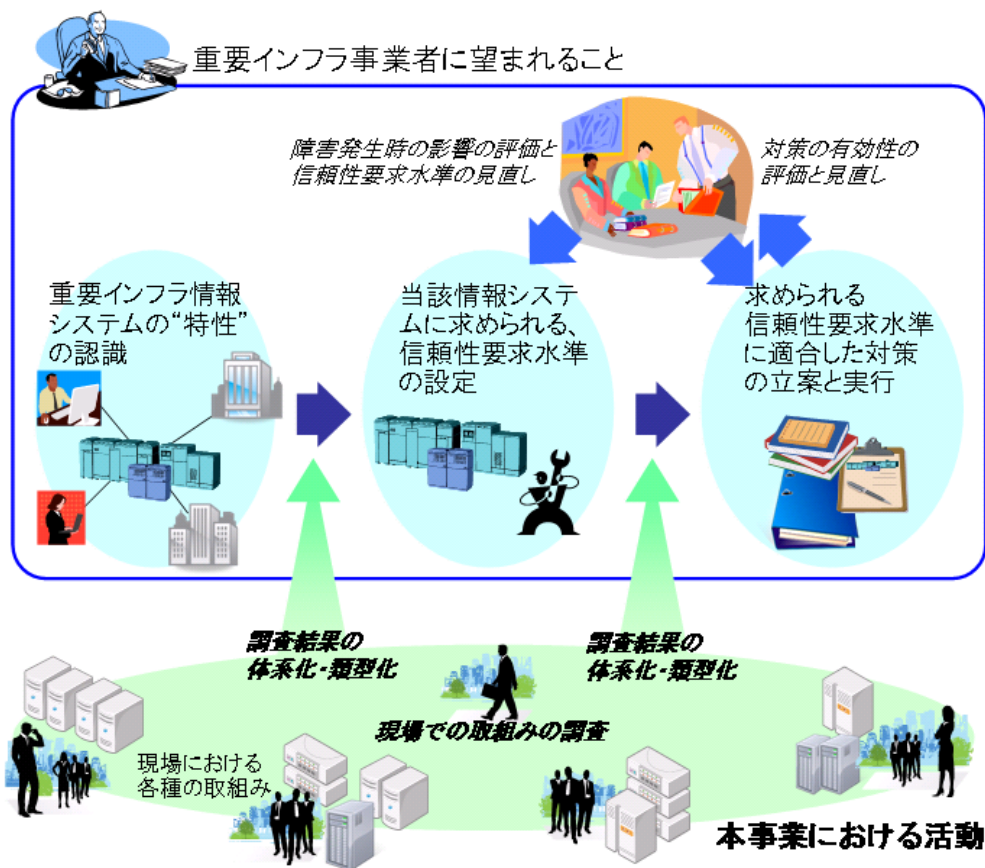 重要インフラ事業者に望まれること
障害発生時の影響の評価と
信頼性要求水準の見直し
対策の有効性の
評価と見直し
重要インフラ情報
システムの“特性”
の認識
当該情報システ
ムに求められる、
信頼性要求水準
の設定
求められる
信頼性要求水準
に適合した対策
の立案と実行
調査結果の
体系化・類型化
調査結果の
体系化・類型化
現場での取組みの調査
現場における
各種の取組み
本事業における活動